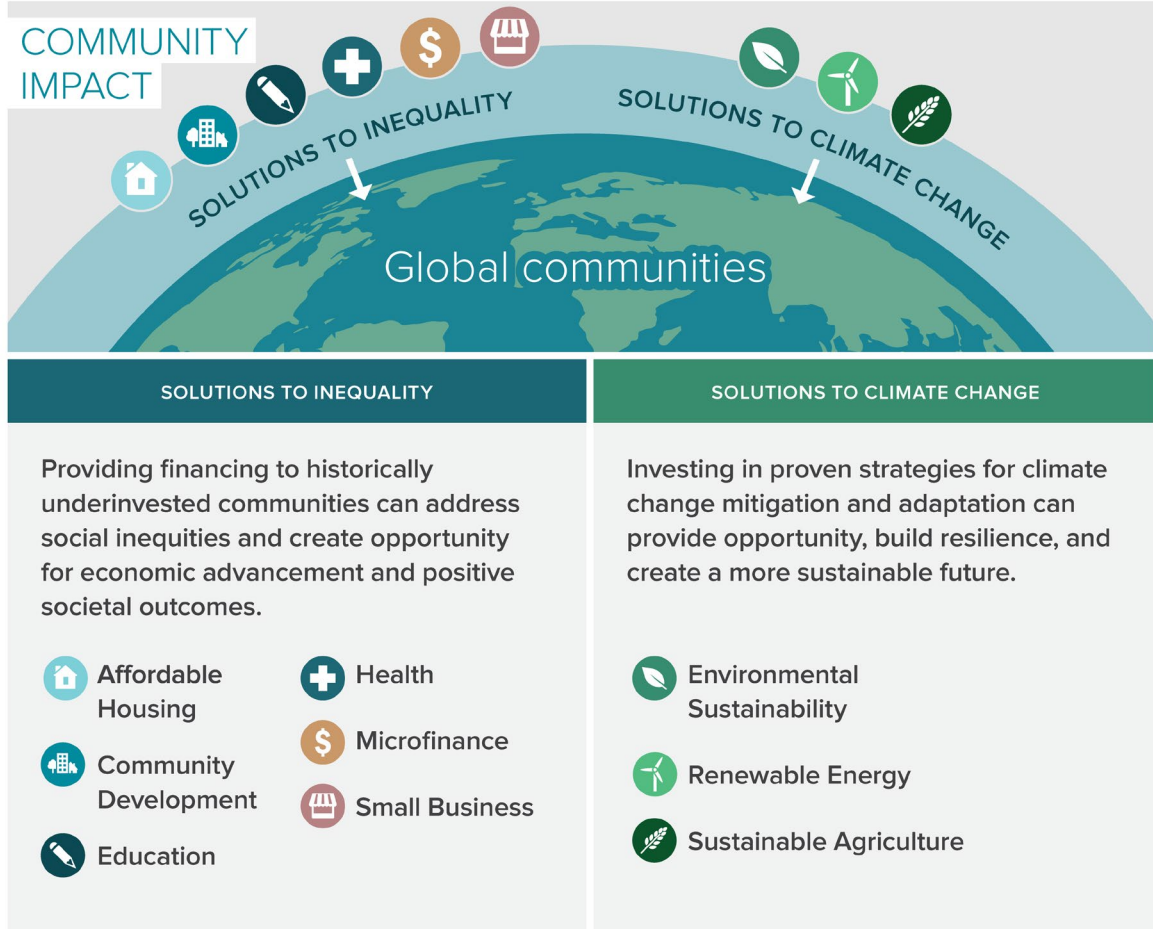 COMMUNITY
IMPACT
SOLUTIONS TO INEQUALITY
SOLUTIONS TO CLIMATE CHANGE
Global communities
SOLUTIONS TO INEQUALITY
Providing financing to historically
underinvested communities can address
social inequities and create opportunity
for economic advancement and positive
societal outcomes.
Affordable
Housing
Community
Development
Education
Health
Microfinance
Small Business
SOLUTIONS TO CLIMATE CHANGE
Investing in proven strategies for climate
change mitigation and adaptation can
provide opportunity, build resilience, and
create a more sustainable future.
Environmental
Sustainability
Renewable Energy
Sustainable Agriculture